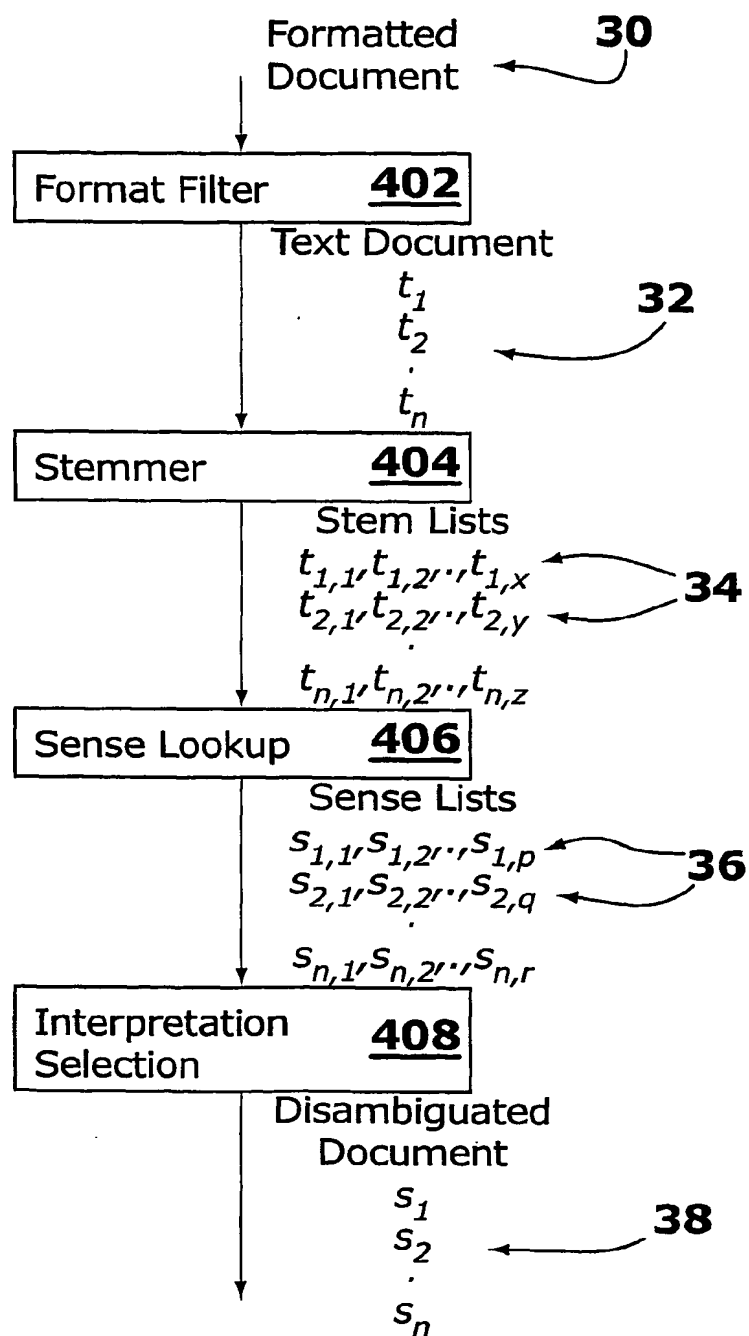 Formatted
Document
30
Format Filter 402
Text Document
t₁
t₂
.
tₙ
32
Stemmer 404
Stem Lists
t₁,₁,t₁,₂,..,t₁,ₓ
t₂,₁,t₂,₂,..,t₂,y
.
tₙ,₁,tₙ,₂,..,tₙ,z
34
Sense Lookup 406
Sense Lists
s₁,₁,s₁,₂,..,s₁,ₚ
s₂,₁,s₂,₂,..,s₂,q
.
sₙ,₁,sₙ,₂,..,sₙ,ᵣ
36
Interpretation
Selection 408
Disambiguated
Document
s₁
s₂
.
sₙ
38